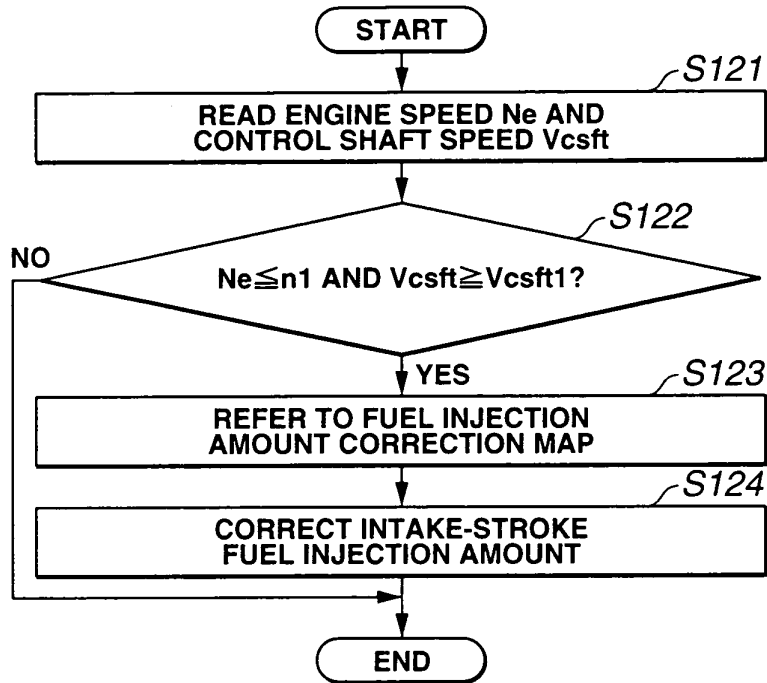 START
S121
READ ENGINE SPEED Ne AND
CONTROL SHAFT SPEED Vcsft
S122
NO
Ne≦n1 AND Vcsft≧Vcsft1?
YES
S123
REFER TO FUEL INJECTION
AMOUNT CORRECTION MAP
S124
CORRECT INTAKE-STROKE
FUEL INJECTION AMOUNT
END